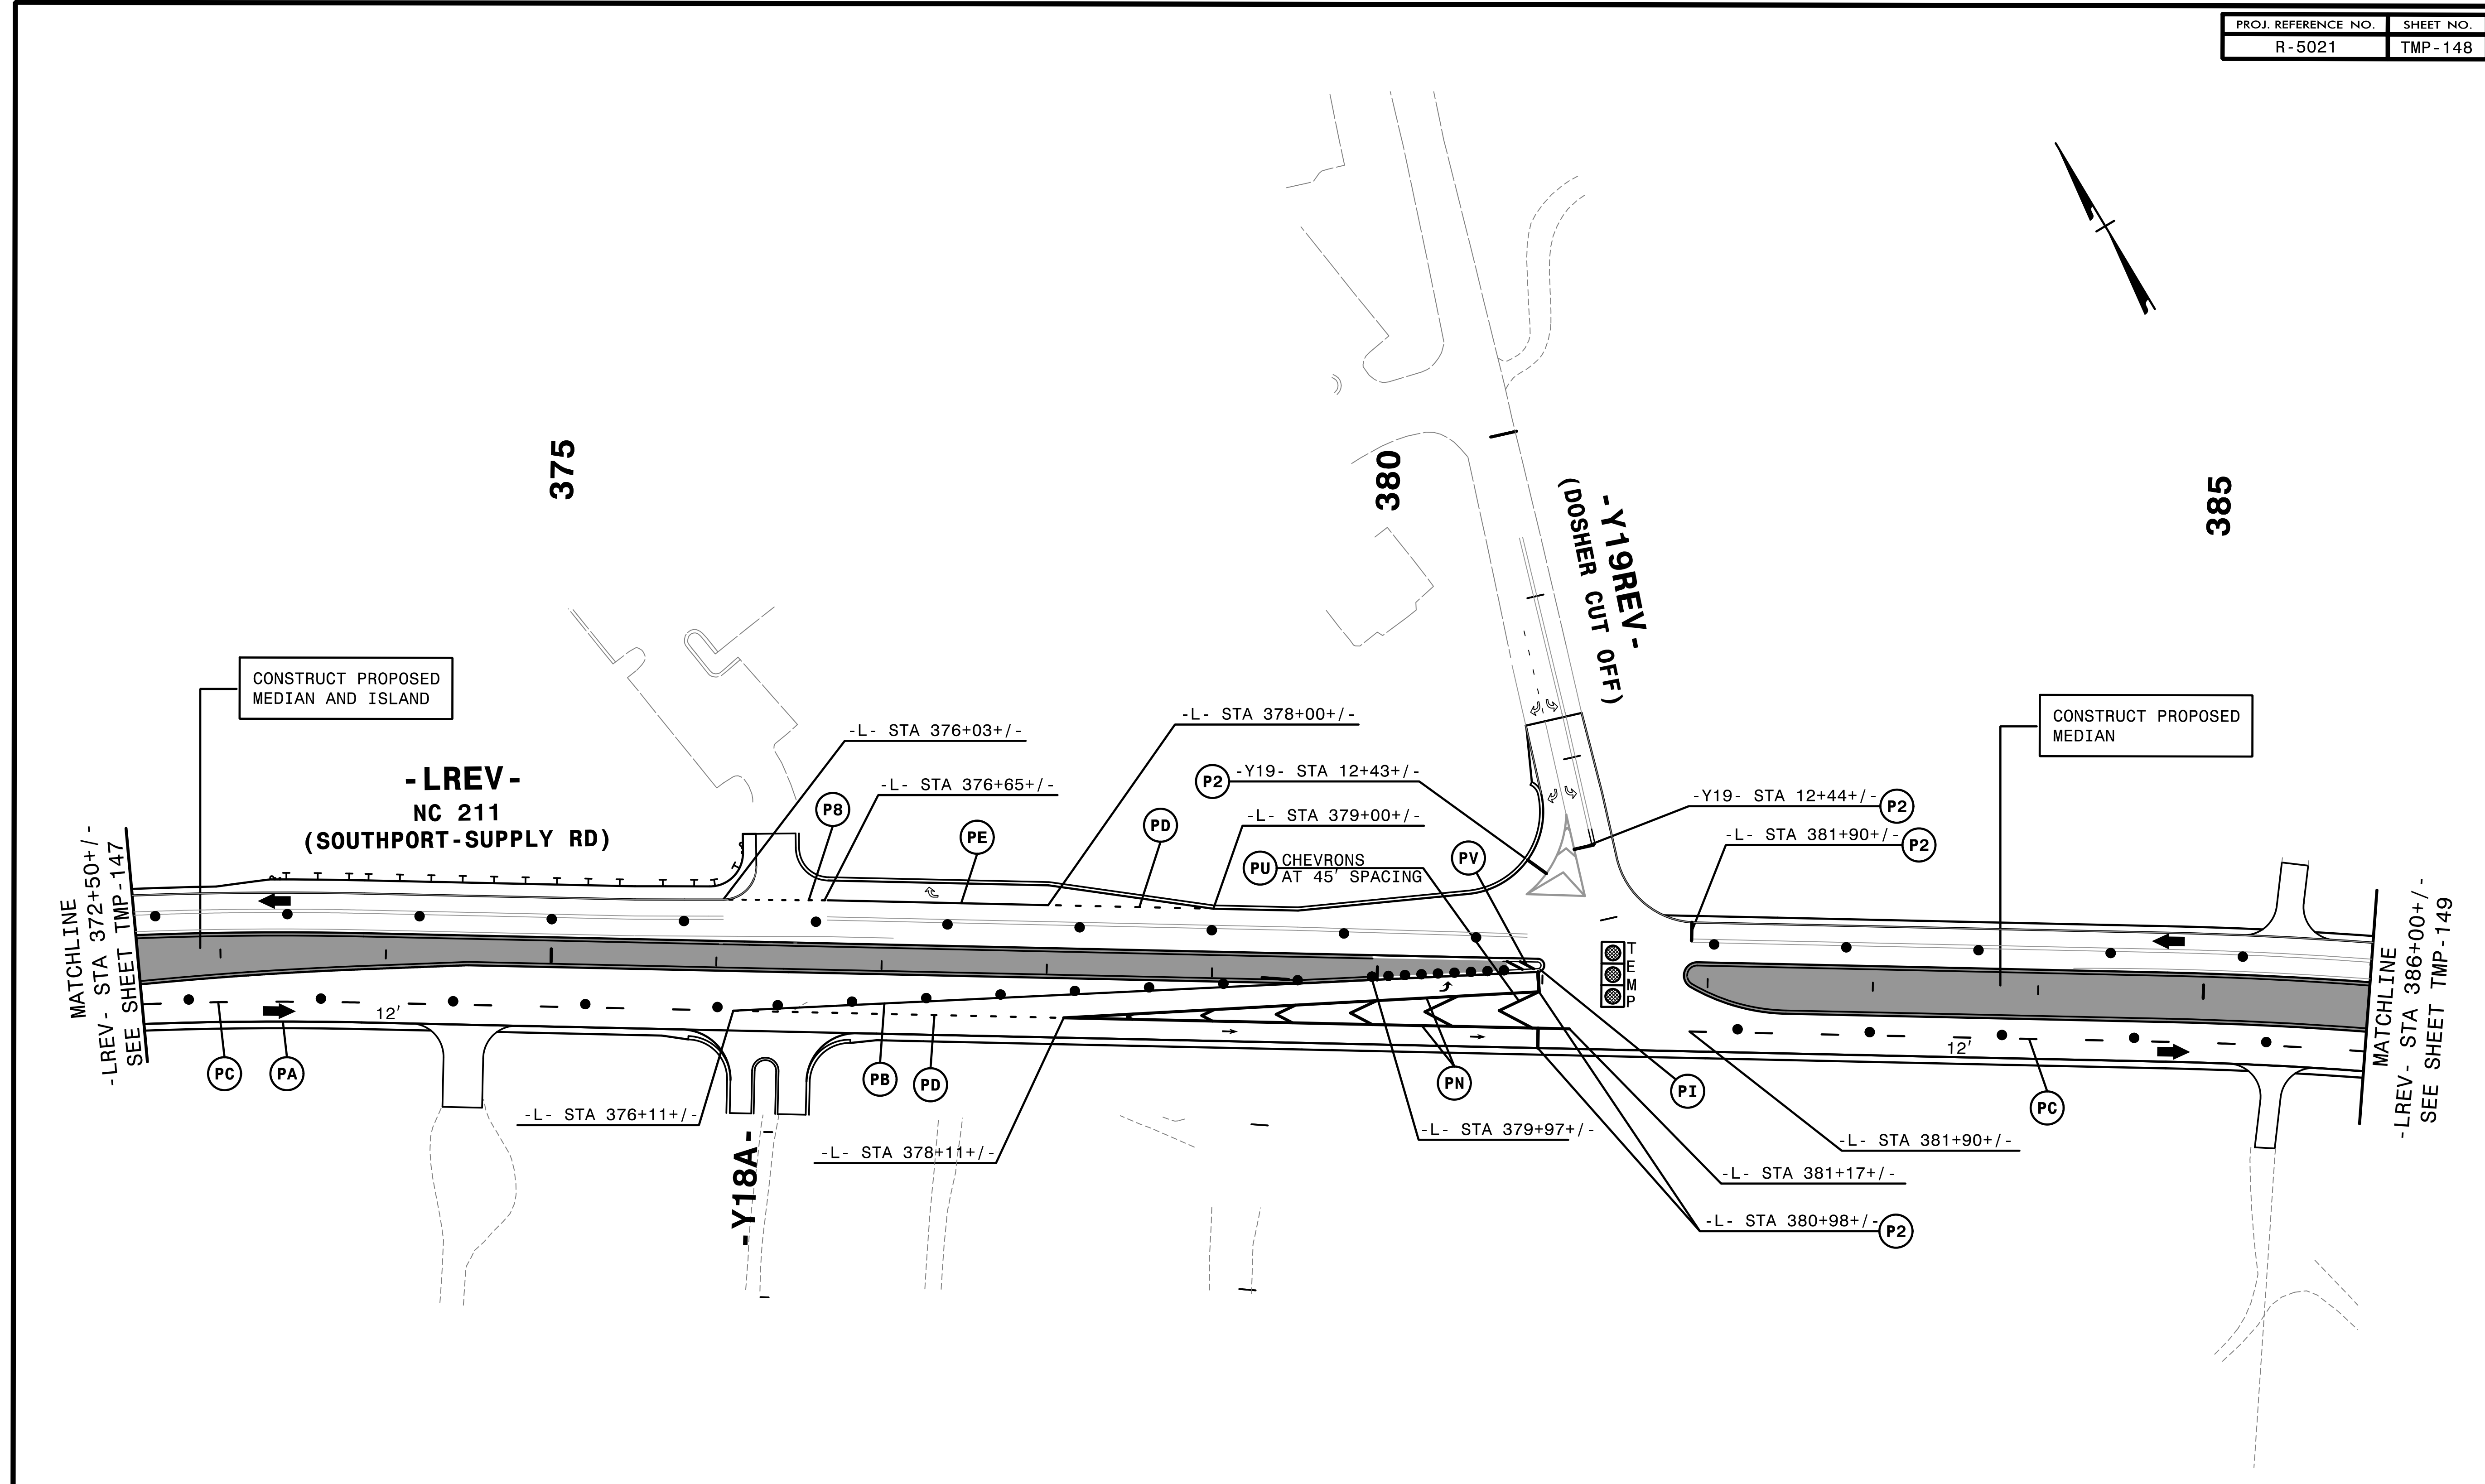 PROJ. REFERENCE NO.
SHEET NO.
R-5021
TMP-148
375
380
385
-Y19REV-
(DOSHER CUT OFF)
CONSTRUCT PROPOSED
MEDIAN AND ISLAND
CONSTRUCT PROPOSED
MEDIAN
-LREV-
NC 211
(SOUTHPORT-SUPPLY RD)
-L- STA 376+03+/-
-L- STA 376+65+/-
P8
PE
-L- STA 378+00+/-
PD
P2
-Y19- STA 12+43+/-
-L- STA 379+00+/-
PU
CHEVRONS
AT 45' SPACING
PV
-Y19- STA 12+44+/-
P2
-L- STA 381+90+/-
P2
MATCHLINE
-LREV- STA 372+50+/-
SEE SHEET TMP-147
T
E
M
P
12'
12'
MATCHLINE
-LREV- STA 386+00+/-
SEE SHEET TMP-149
PC
PA
PB
PD
PN
PI
PC
-L- STA 376+11+/-
-L- STA 378+11+/-
-L- STA 379+97+/-
-L- STA 381+90+/-
-L- STA 381+17+/-
-L- STA 380+98+/-
P2
-Y18A-